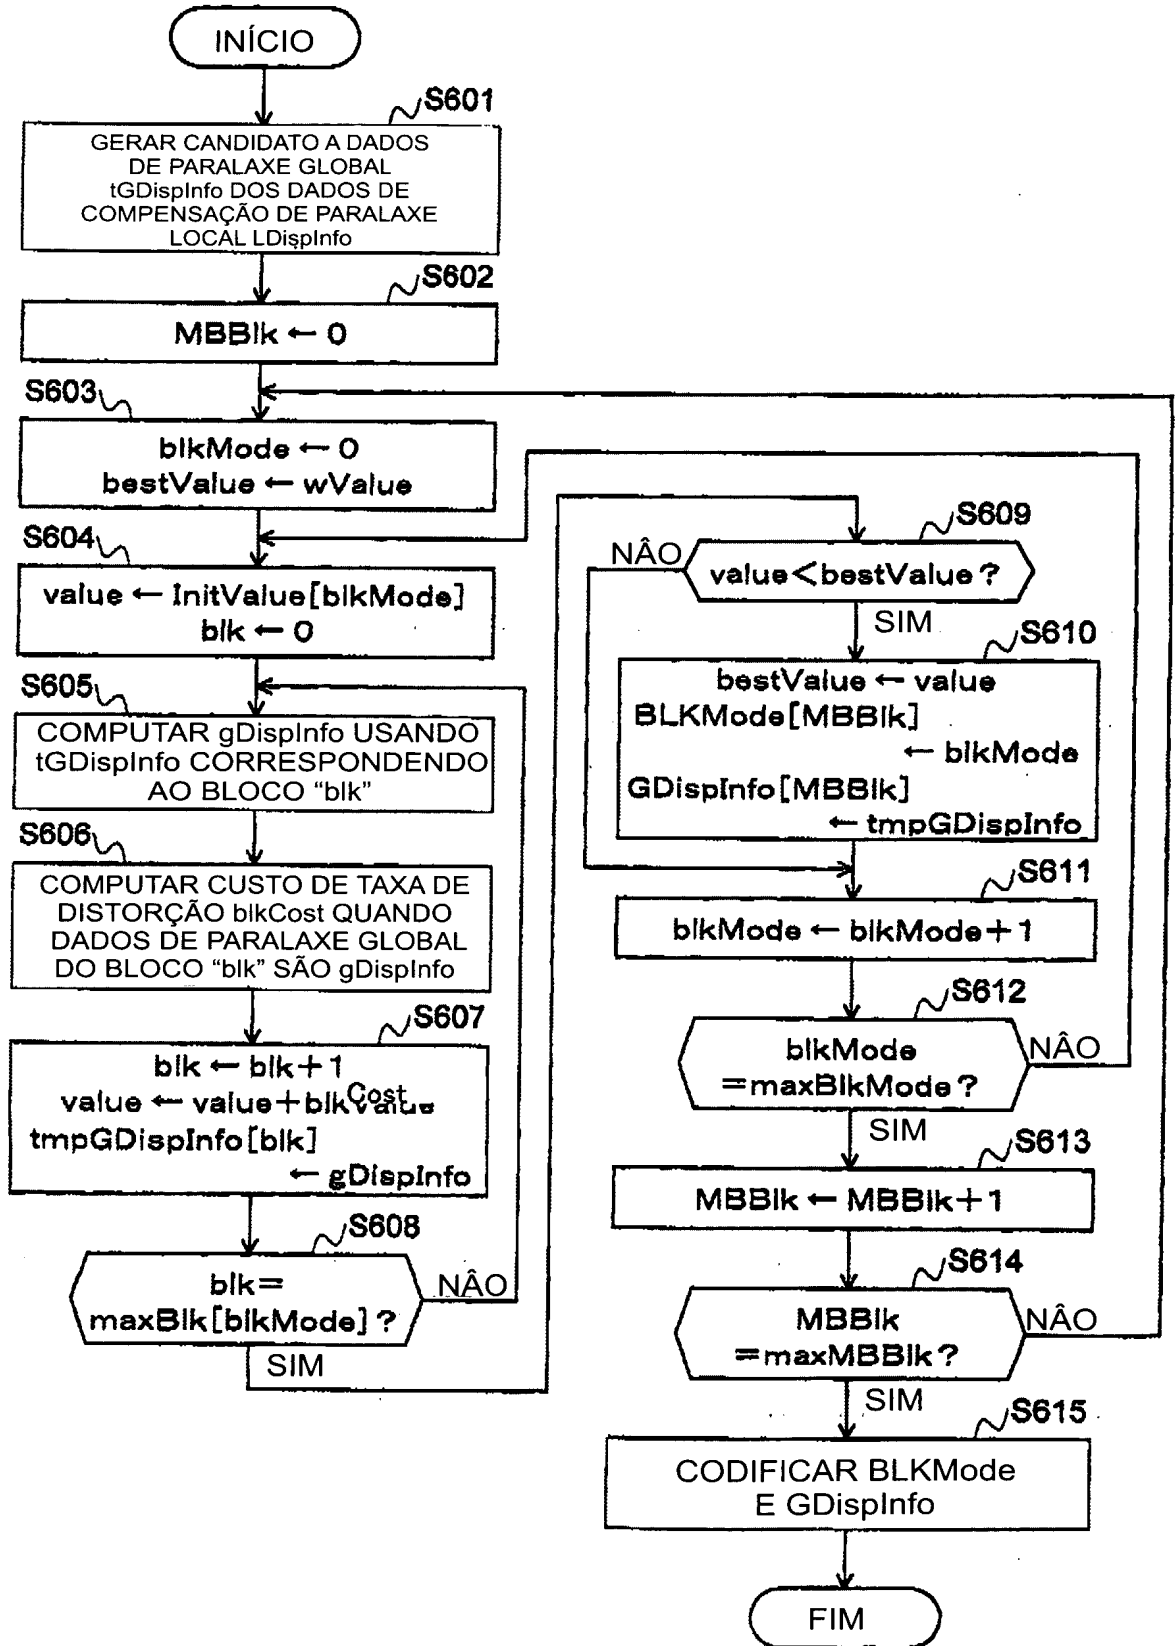 INÍCIO
S601
GERAR CANDIDATO A DADOS
DE PARALAXE GLOBAL
tGDispInfo DOS DADOS DE
COMPENSAÇÃO DE PARALAXE
LOCAL LDispInfo
S602
MBBlk ← 0
S603
blkMode ← 0
bestValue ← wValue
S604
value ← InitValue[blkMode]
blk ← 0
S605
COMPUTAR gDispInfo USANDO
tGDispInfo CORRESPONDENDO
AO BLOCO “blk”
S606
COMPUTAR CUSTO DE TAXA DE
DISTORÇÃO blkCost QUANDO
DADOS DE PARALAXE GLOBAL
DO BLOCO “blk” SÃO gDispInfo
S607
blk ← blk+1
value ← value+blkCost
tmpGDispInfo[blk]
← gDispInfo
S608
blk=
maxBlk[blkMode]?
NÂO
SIM
S609
NÂO
value<bestValue?
SIM
S610
bestValue ← value
BLKMode[MBBlk]
← blkMode
GDispInfo[MBBlk]
← tmpGDispInfo
S611
blkMode ← blkMode+1
S612
blkMode
=maxBlkMode?
NÂO
SIM
S613
MBBlk ← MBBlk+1
S614
MBBlk
=maxMBBlk?
NÂO
SIM
S615
CODIFICAR BLKMode
E GDispInfo
FIM